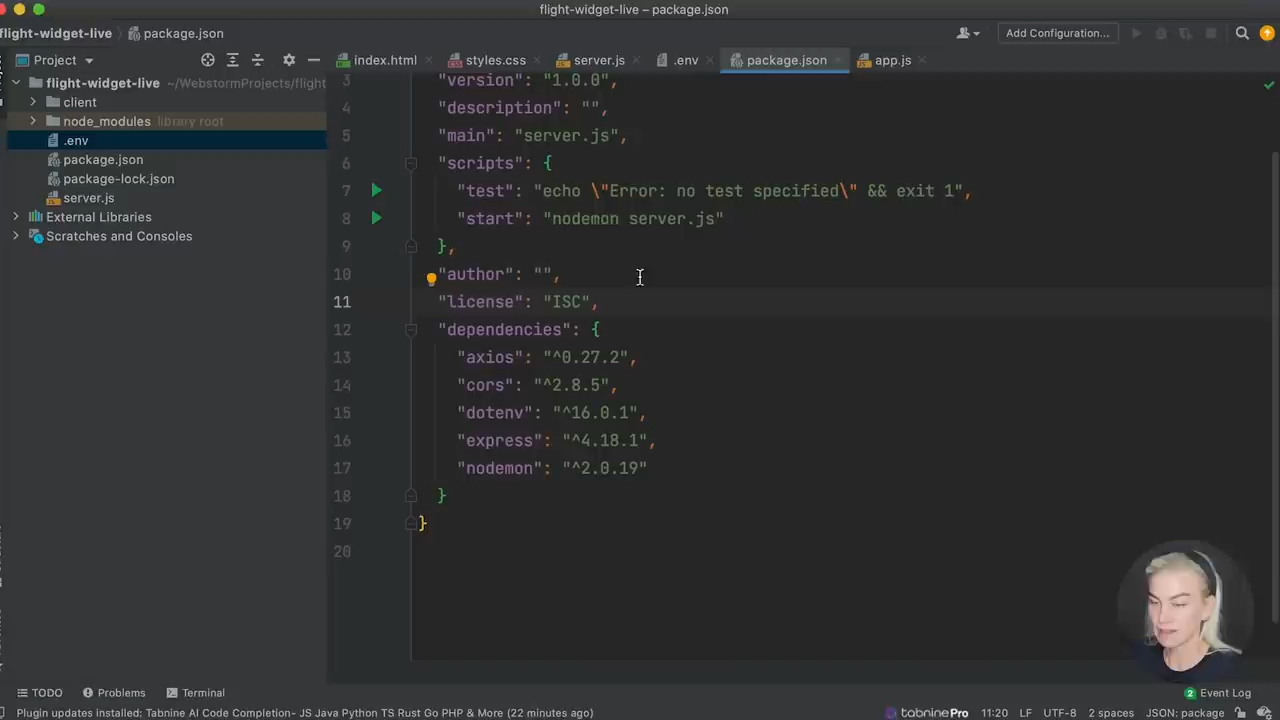 flight-widget-live – package.json
flight-widget-live
package.json
Add Configuration...
Project
index.html
styles.css
server.js
.env
package.json
app.js
flight-widget-live ~/WebstormProjects/flight
client
node_modules library root
.env
package.json
package-lock.json
server.js
External Libraries
Scratches and Consoles
3 "version": "1.0.0",
4 "description": "",
5 "main": "server.js",
6 "scripts": {
7 "test": "echo \"Error: no test specified\" && exit 1",
8 "start": "nodemon server.js"
9 },
10 "author": "",
11 "license": "ISC",
12 "dependencies": {
13 "axios": "^0.27.2",
14 "cors": "^2.8.5",
15 "dotenv": "^16.0.1",
16 "express": "^4.18.1",
17 "nodemon": "^2.0.19"
18 }
19 }
20
TODO
Problems
Terminal
2 Event Log
Plugin updates installed: Tabnine AI Code Completion- JS Java Python TS Rust Go PHP & More (22 minutes ago)
tabnine Pro
11:20
LF
UTF-8
2 spaces
JSON: package